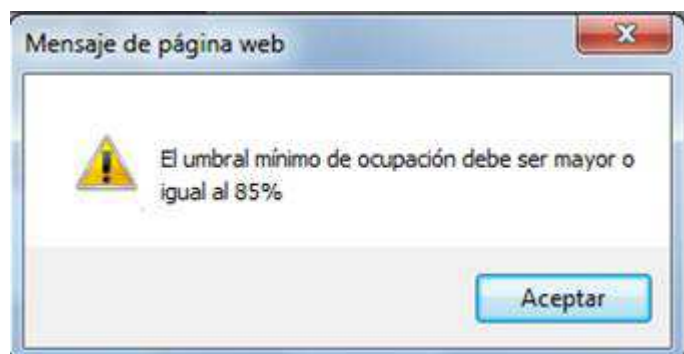 Mensaje de página web
El umbral mínimo de ocupación debe ser mayor o
igual al 85%
Aceptar